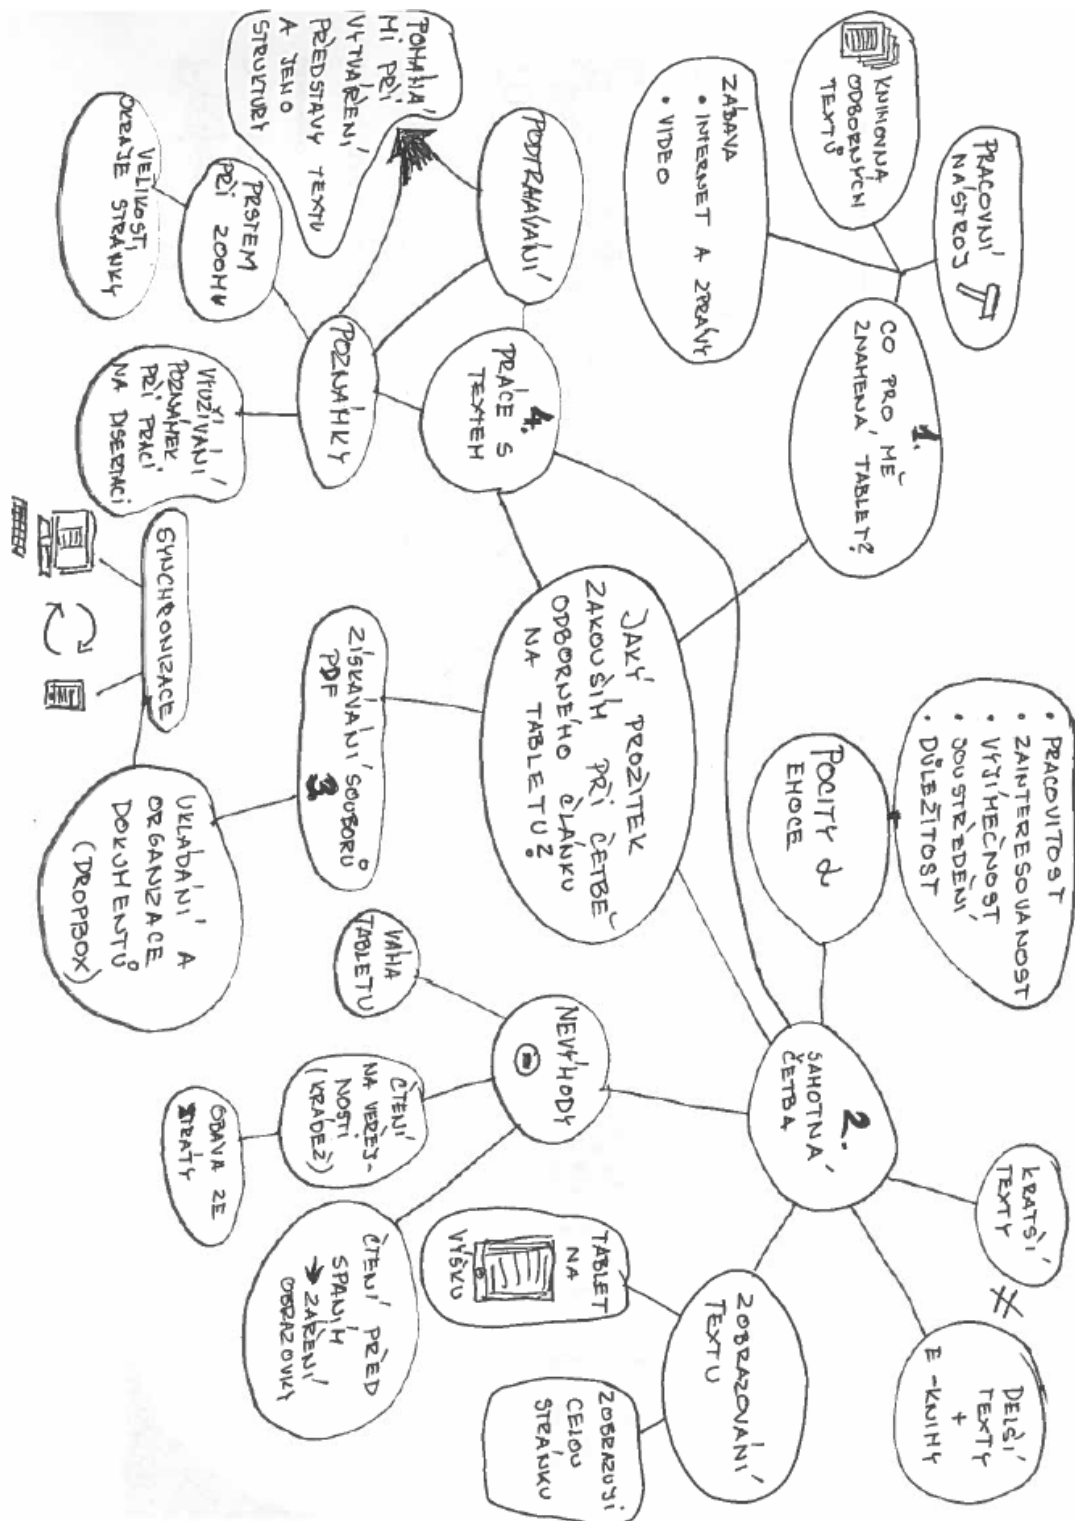 JAKÝ PROŽITEK
ZAKOUŠÍM PŘI ČETBĚ
ODBORNÉHO ČLÁNKU
NA TABLETU?
1.
CO PRO MĚ
ZNAMENÁ TABLET?
PRACOVNÍ
NÁSTROJ
KNIHOVNA
ODBORNÝCH
TEXTŮ
ZÁBAVA
• INTERNET A ZPRÁVY
• VIDEO
2.
SAMOTNÁ
ČETBA
POCITY &
EMOCE
• PRACOVITOST
• ZAINTERESOVANOST
• VÝJIMEČNOST
• SOUSTŘEDĚNÍ
• DŮLEŽITOST
KRATŠÍ
TEXTY
≠
DELŠÍ
TEXTY
+
E-KNIHY
ZOBRAZOVÁNÍ
TEXTU
TABLET
NA
VÝŠKU
ZOBRAZUJI
CELOU
STRÁNKU
NEVÝHODY
-
VÁHA
TABLETU
ČTENÍ
NA VEŘEJ-
NOSTI
(KRÁDEŽ)
OBAVA ZE
ZTRÁTY
ČTENÍ PŘED
SPANÍM
→ ZÁŘENÍ
OBRAZOVKY
3.
ZÍSKÁVÁNÍ SOUBORŮ
PDF
UKLÁDÁNÍ A
ORGANIZACE
DOKUMENTŮ
(DROPBOX)
SYNCHRONIZACE
4.
PRÁCE S
TEXTEM
PODTRHÁVÁNÍ
POZNÁMKY
POMÁHÁ
MI PŘI
VYTVÁŘENÍ
PŘEDSTAVY TEXTU
A JEHO
STRUKTURY
PRSTEM
PŘI ZOOMU
VELIKOSTÍ
OKRAJE STRÁNKY
VYUŽÍVÁNÍ
POZNÁMEK
PŘI PRÁCI
NA DISERTACI